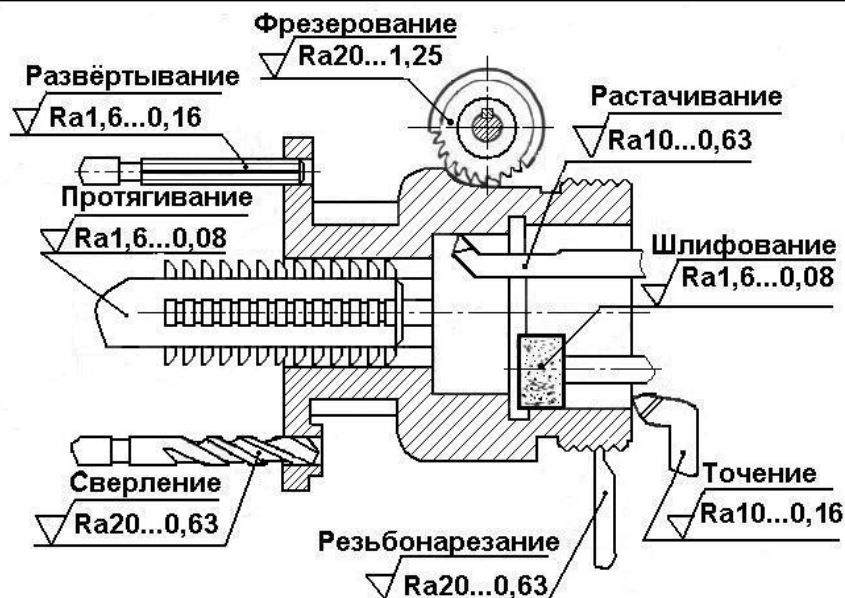 Фрезерование
Ra20...1,25
Развёртывание
Ra1,6...0,16
Растачивание
Ra10...0,63
Протягивание
Ra1,6...0,08
Шлифование
Ra1,6...0,08
Сверление
Ra20...0,63
Точение
Ra10...0,16
Резьбонарезание
Ra20...0,63